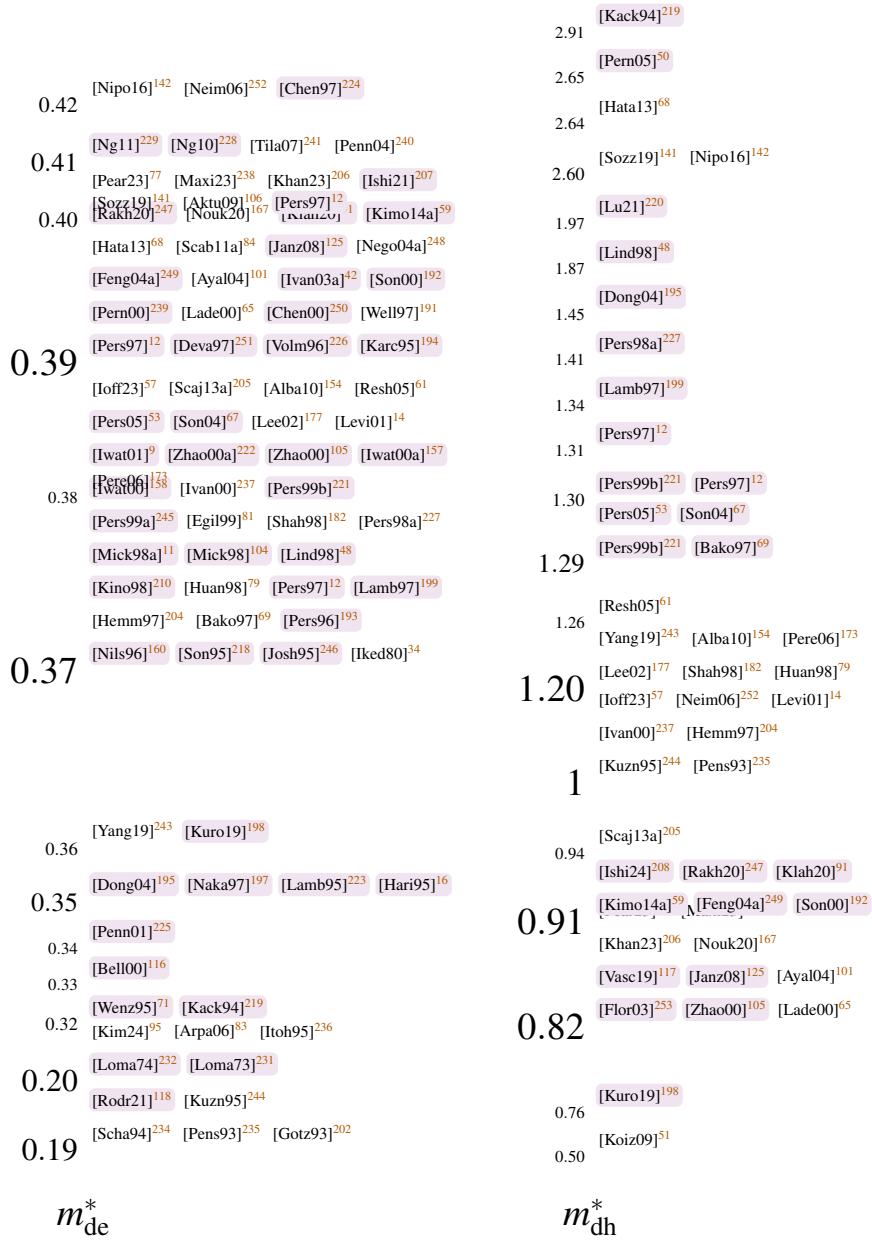 0.42 [Nipo16]142 [Neim06]252 [Chen97]224
0.41 [Ng11]229 [Ng10]228 [Tila07]241 [Penn04]240
[Pear23]77 [Maxi23]238 [Khan23]206 [Ishi21]207
[Sozz19]141 [Aktu09]106 [Pers97]12
0.40 [Rakh20]247 [Nouk20]167 [Kimo14a]59
[Hata13]68 [Scab11a]84 [Janz08]125 [Nego04a]248
[Feng04a]249 [Ayal04]101 [Ivan03a]42 [Son00]192
[Pern00]239 [Lade00]65 [Chen00]250 [Well97]191
0.39 [Pers97]12 [Deva97]251 [Volm96]226 [Karc95]194
[Ioff23]57 [Scaj13a]205 [Alba10]154 [Resh05]61
[Pers05]53 [Son04]67 [Lee02]177 [Levi01]14
[Iwat01]9 [Zhao00a]222 [Zhao00]105 [Iwat00a]157
[Pere06]173
0.38 [Iwat00]158 [Ivan00]237 [Pers99b]221
[Pers99a]245 [Egil99]81 [Shah98]182 [Pers98a]227
[Mick98a]11 [Mick98]104 [Lind98]48
[Kino98]210 [Huan98]79 [Pers97]12 [Lamb97]199
[Hemm97]204 [Bako97]69 [Pers96]193
0.37 [Nils96]160 [Son95]218 [Josh95]246 [Iked80]34
0.36 [Yang19]243 [Kuro19]198
0.35 [Dong04]195 [Naka97]197 [Lamb95]223 [Hari95]16
0.34 [Penn01]225
0.33 [Bell00]116
0.32 [Wenz95]71 [Kack94]219
[Kim24]95 [Arpa06]83 [Itoh95]236
0.20 [Loma74]232 [Loma73]231
[Rodr21]118 [Kuzn95]244
0.19 [Scha94]234 [Pens93]235 [Gotz93]202
m*de
2.91 [Kack94]219
2.65 [Pern05]50
2.64 [Hata13]68
2.60 [Sozz19]141 [Nipo16]142
1.97 [Lu21]220
1.87 [Lind98]48
1.45 [Dong04]195
1.41 [Pers98a]227
1.34 [Lamb97]199
1.31 [Pers97]12
1.30 [Pers99b]221 [Pers97]12
[Pers05]53 [Son04]67
1.29 [Pers99b]221 [Bako97]69
1.26 [Resh05]61
[Yang19]243 [Alba10]154 [Pere06]173
1.20 [Lee02]177 [Shah98]182 [Huan98]79
[Ioff23]57 [Neim06]252 [Levi01]14
[Ivan00]237 [Hemm97]204
1 [Kuzn95]244 [Pens93]235
0.94 [Scaj13a]205
[Ishi24]208 [Rakh20]247 [Klah20]91
0.91 [Kimo14a]59 [Feng04a]249 [Son00]192
[Khan23]206 [Nouk20]167
[Vasc19]117 [Janz08]125 [Ayal04]101
0.82 [Flor03]253 [Zhao00]105 [Lade00]65
0.76 [Kuro19]198
0.50 [Koiz09]51
m*dh